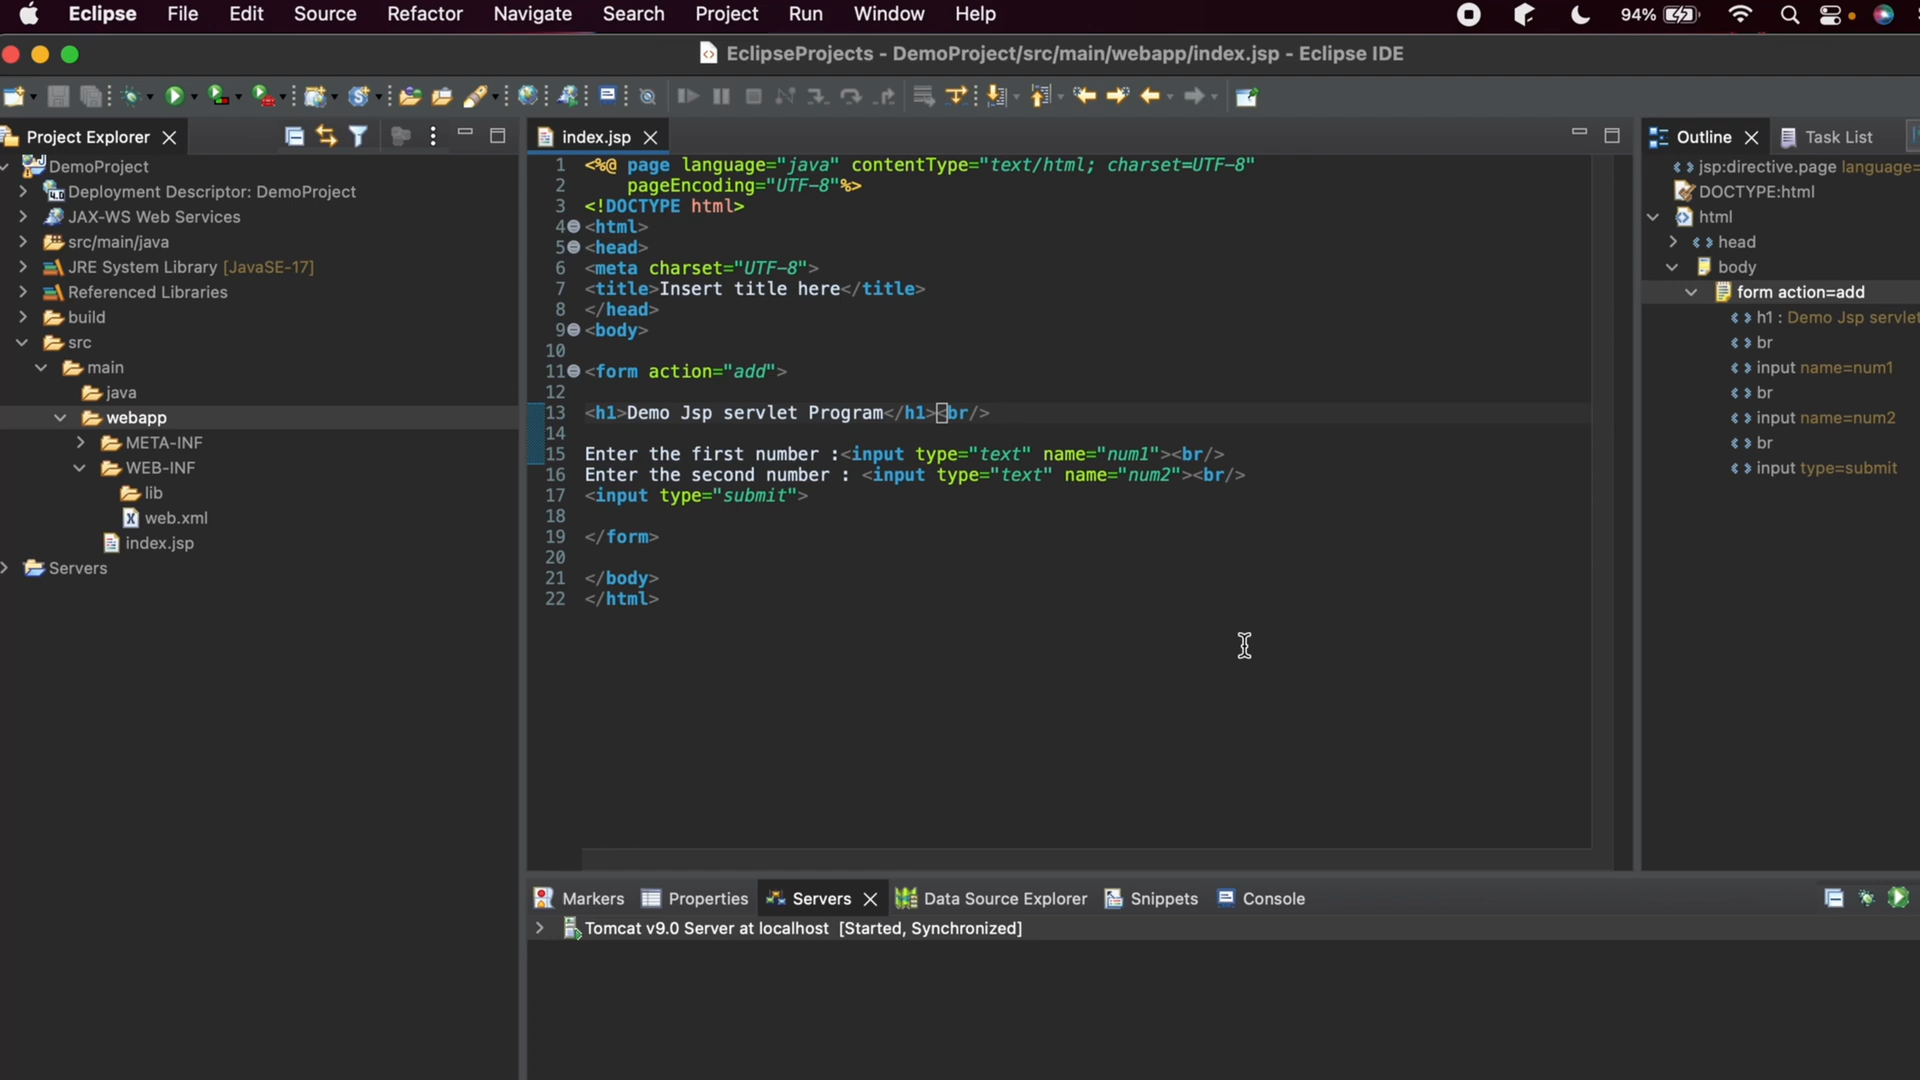 Eclipse File Edit Source Refactor Navigate Search Project Run Window Help 94%
EclipseProjects - DemoProject/src/main/webapp/index.jsp - Eclipse IDE
Project Explorer
DemoProject
Deployment Descriptor: DemoProject
JAX-WS Web Services
src/main/java
JRE System Library [JavaSE-17]
Referenced Libraries
build
src
main
java
webapp
META-INF
WEB-INF
lib
web.xml
index.jsp
Servers
index.jsp
1 <%@ page language="java" contentType="text/html; charset=UTF-8"
2 pageEncoding="UTF-8"%>
3 <!DOCTYPE html>
4 <html>
5 <head>
6 <meta charset="UTF-8">
7 <title>Insert title here</title>
8 </head>
9 <body>
10
11 <form action="add">
12
13 <h1>Demo Jsp servlet Program</h1><br/>
14
15 Enter the first number :<input type="text" name="num1"><br/>
16 Enter the second number : <input type="text" name="num2"><br/>
17 <input type="submit">
18
19 </form>
20
21 </body>
22 </html>
Outline Task List
jsp:directive.page language=
DOCTYPE:html
html
head
body
form action=add
h1 : Demo Jsp servlet
br
input name=num1
br
input name=num2
br
input type=submit
Markers Properties Servers Data Source Explorer Snippets Console
Tomcat v9.0 Server at localhost [Started, Synchronized]